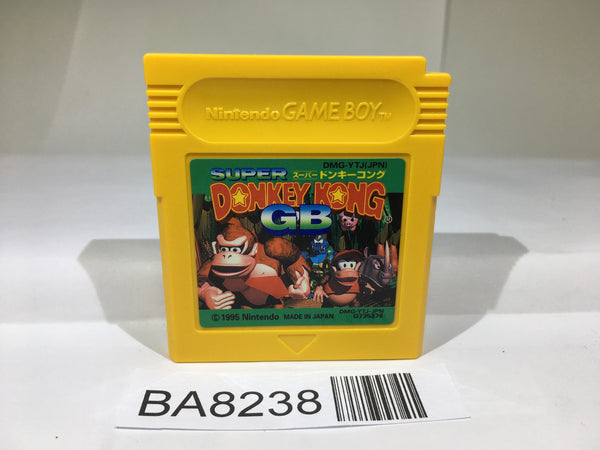 Nintendo GAME BOY TM
DMG-YTJ(JPN)
SUPER スーパードンキーコング
DONKEY KONG
GB
® 
© 1995 Nintendo MADE IN JAPAN
DMG-YTJ-JPN
G735276
BA8238